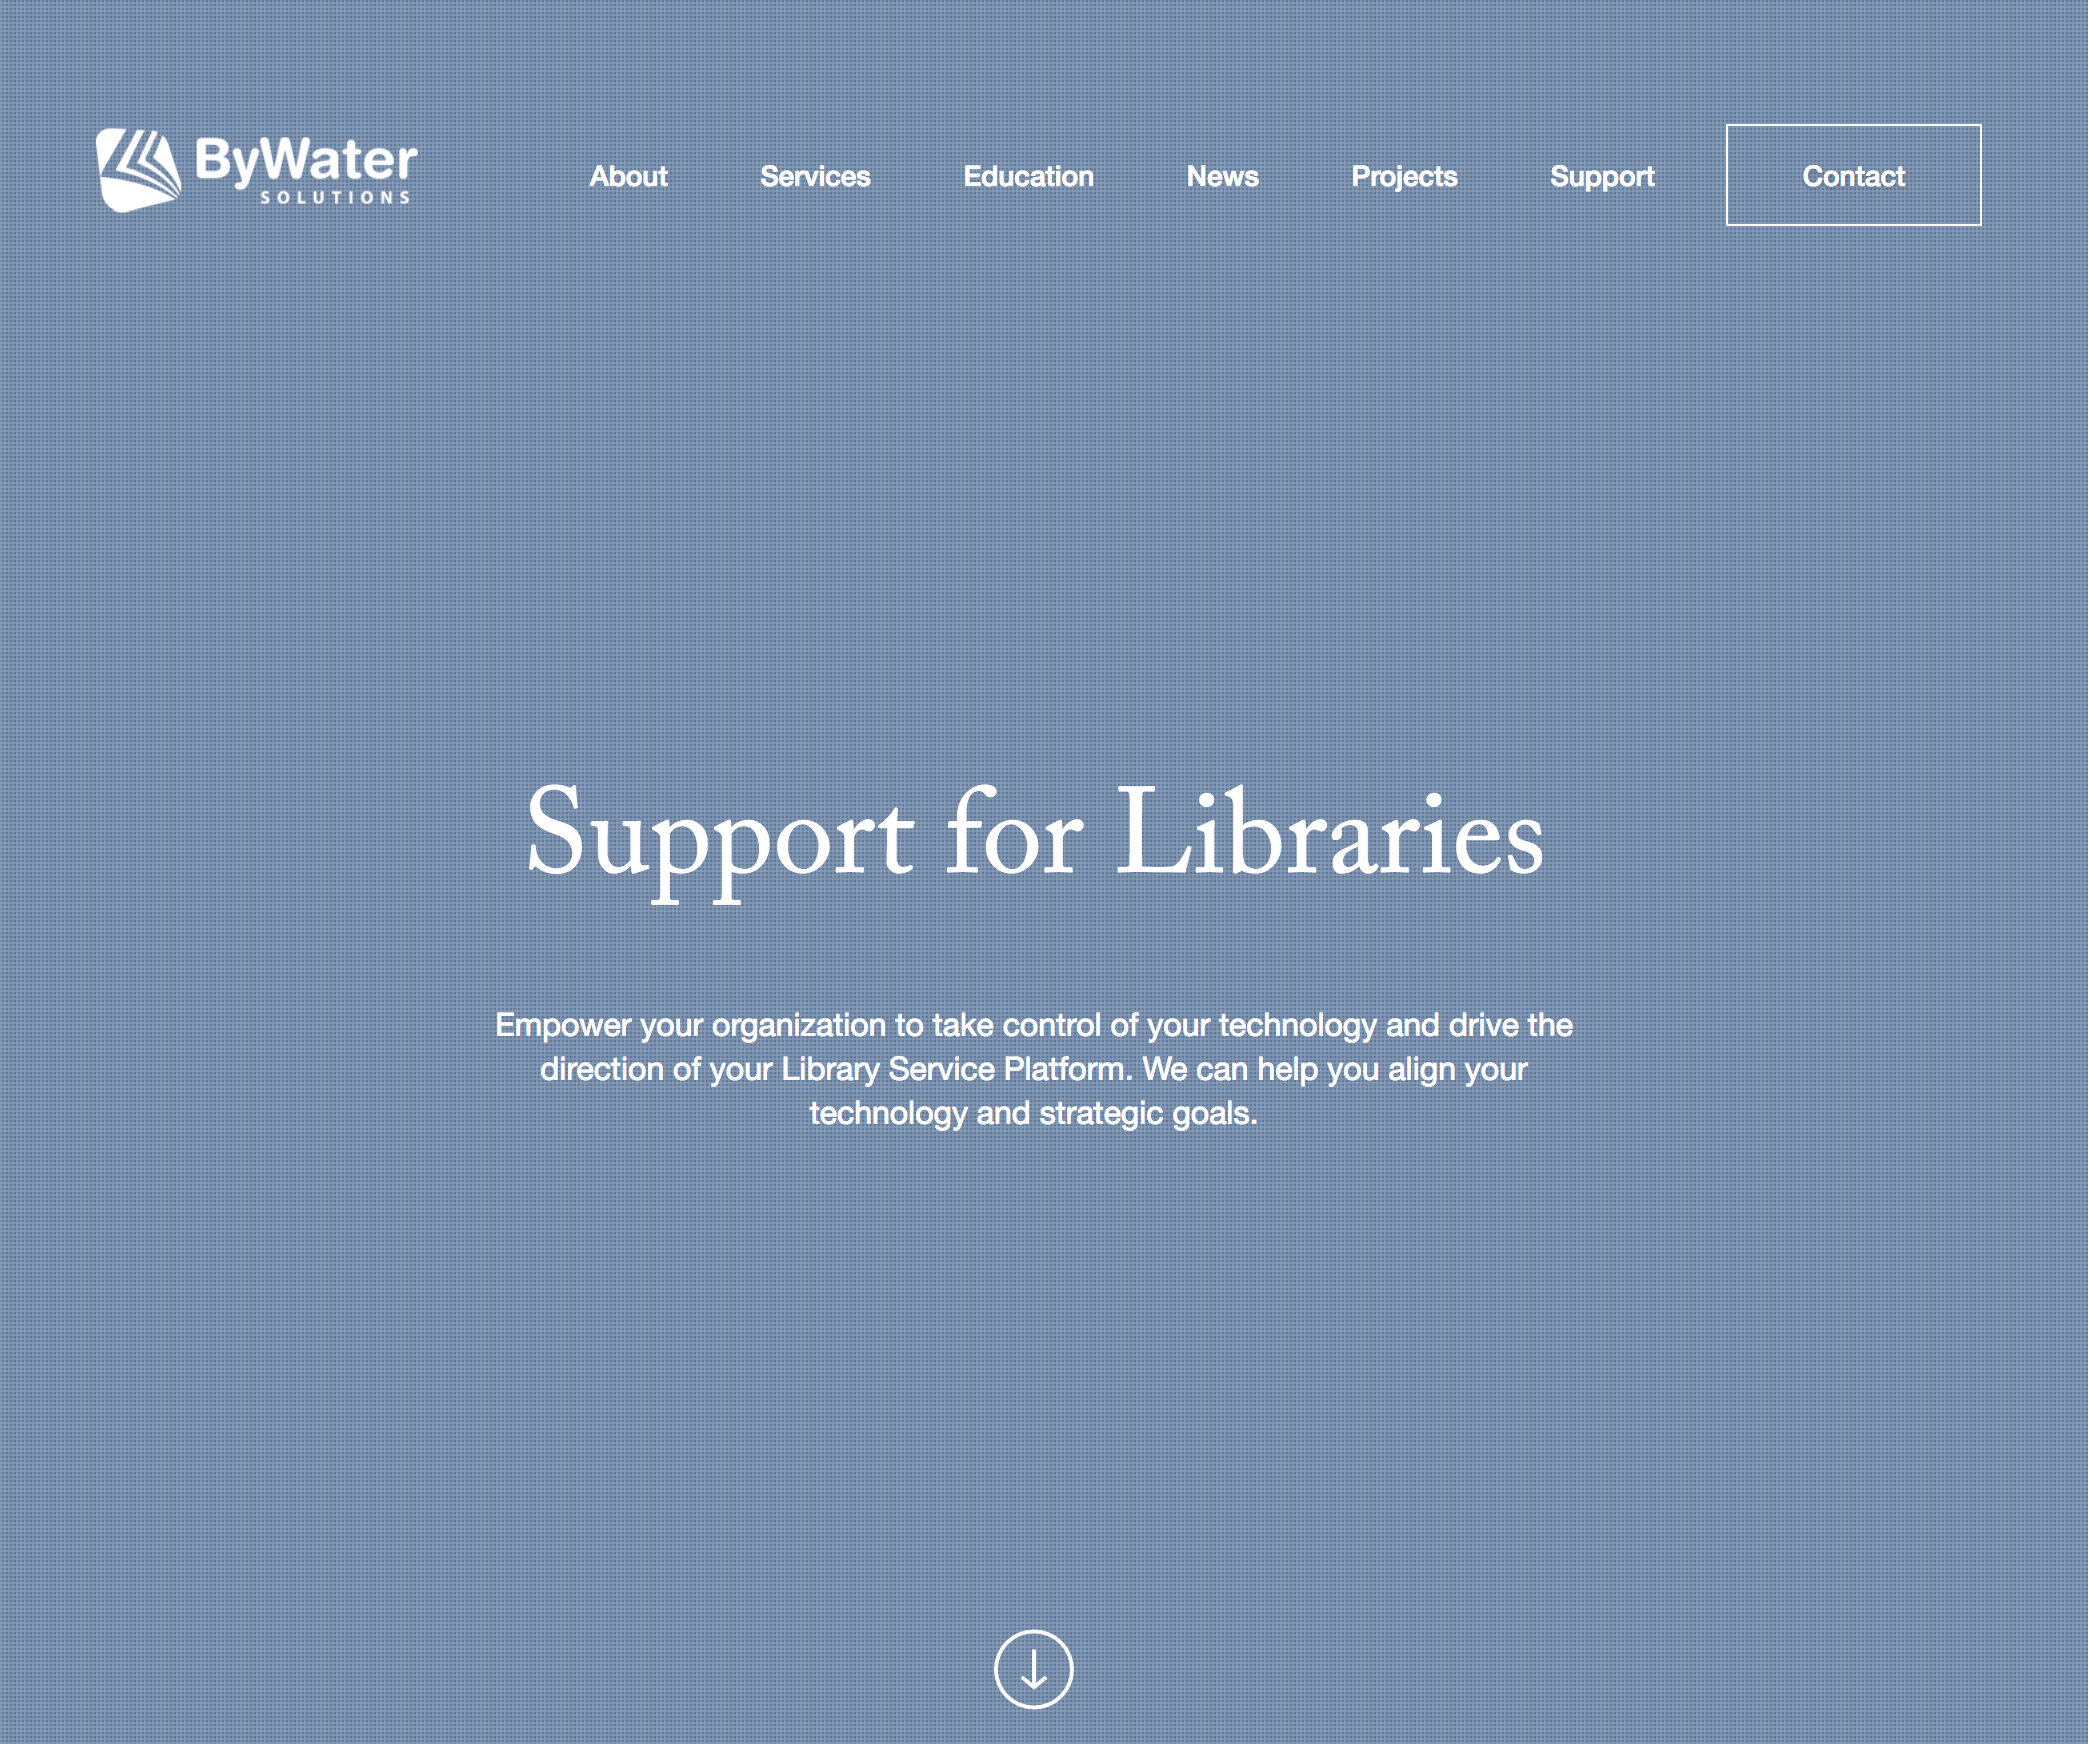 ByWater
SOLUTIONS
About Services Education News Projects Support Contact
Support for Libraries
Empower your organization to take control of your technology and drive the
direction of your Library Service Platform. We can help you align your
technology and strategic goals.